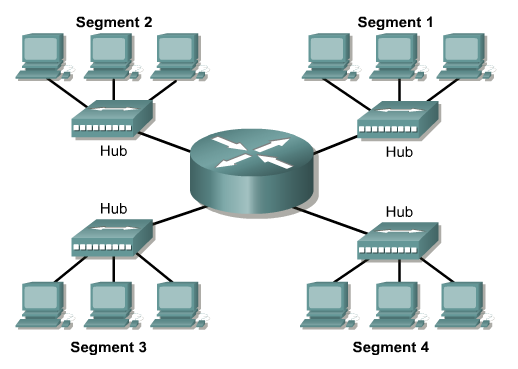 Segment 2
Segment 1
Hub
Hub
Hub
Hub
Segment 3
Segment 4